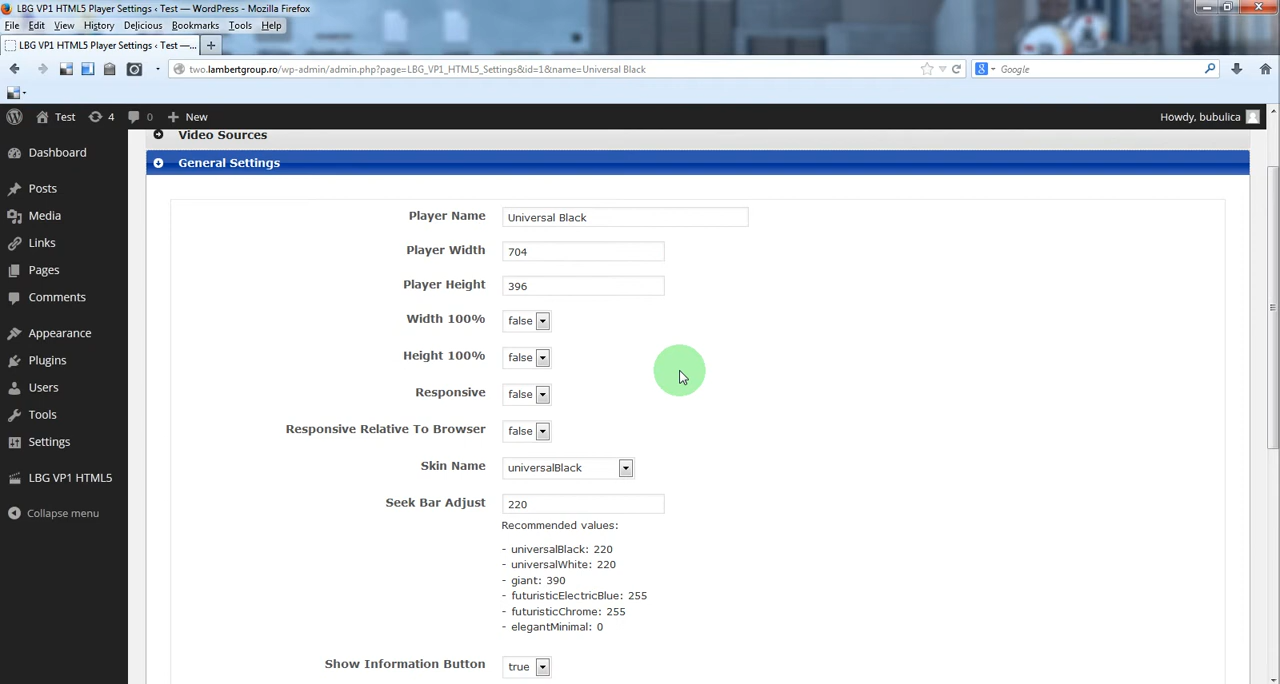 LBG VP1 HTML5 Player Settings ‹ Test — WordPress - Mozilla Firefox
File Edit View History Delicious Bookmarks Tools Help
LBG VP1 HTML5 Player Settings ‹ Test —... +
two.lambertgroup.ro/wp-admin/admin.php?page=LBG_VP1_HTML5_Settings&id=1&name=Universal Black
Google
Test 4 0 + New Howdy, bubulica
Video Sources
Dashboard
General Settings
Posts
Media
Links
Pages
Comments
Appearance
Plugins
Users
Tools
Settings
LBG VP1 HTML5
Collapse menu
Player Name Universal Black
Player Width 704
Player Height 396
Width 100% false
Height 100% false
Responsive false
Responsive Relative To Browser false
Skin Name universalBlack
Seek Bar Adjust 220
Recommended values:
- universalBlack: 220
- universalWhite: 220
- giant: 390
- futuristicElectricBlue: 255
- futuristicChrome: 255
- elegantMinimal: 0
Show Information Button true